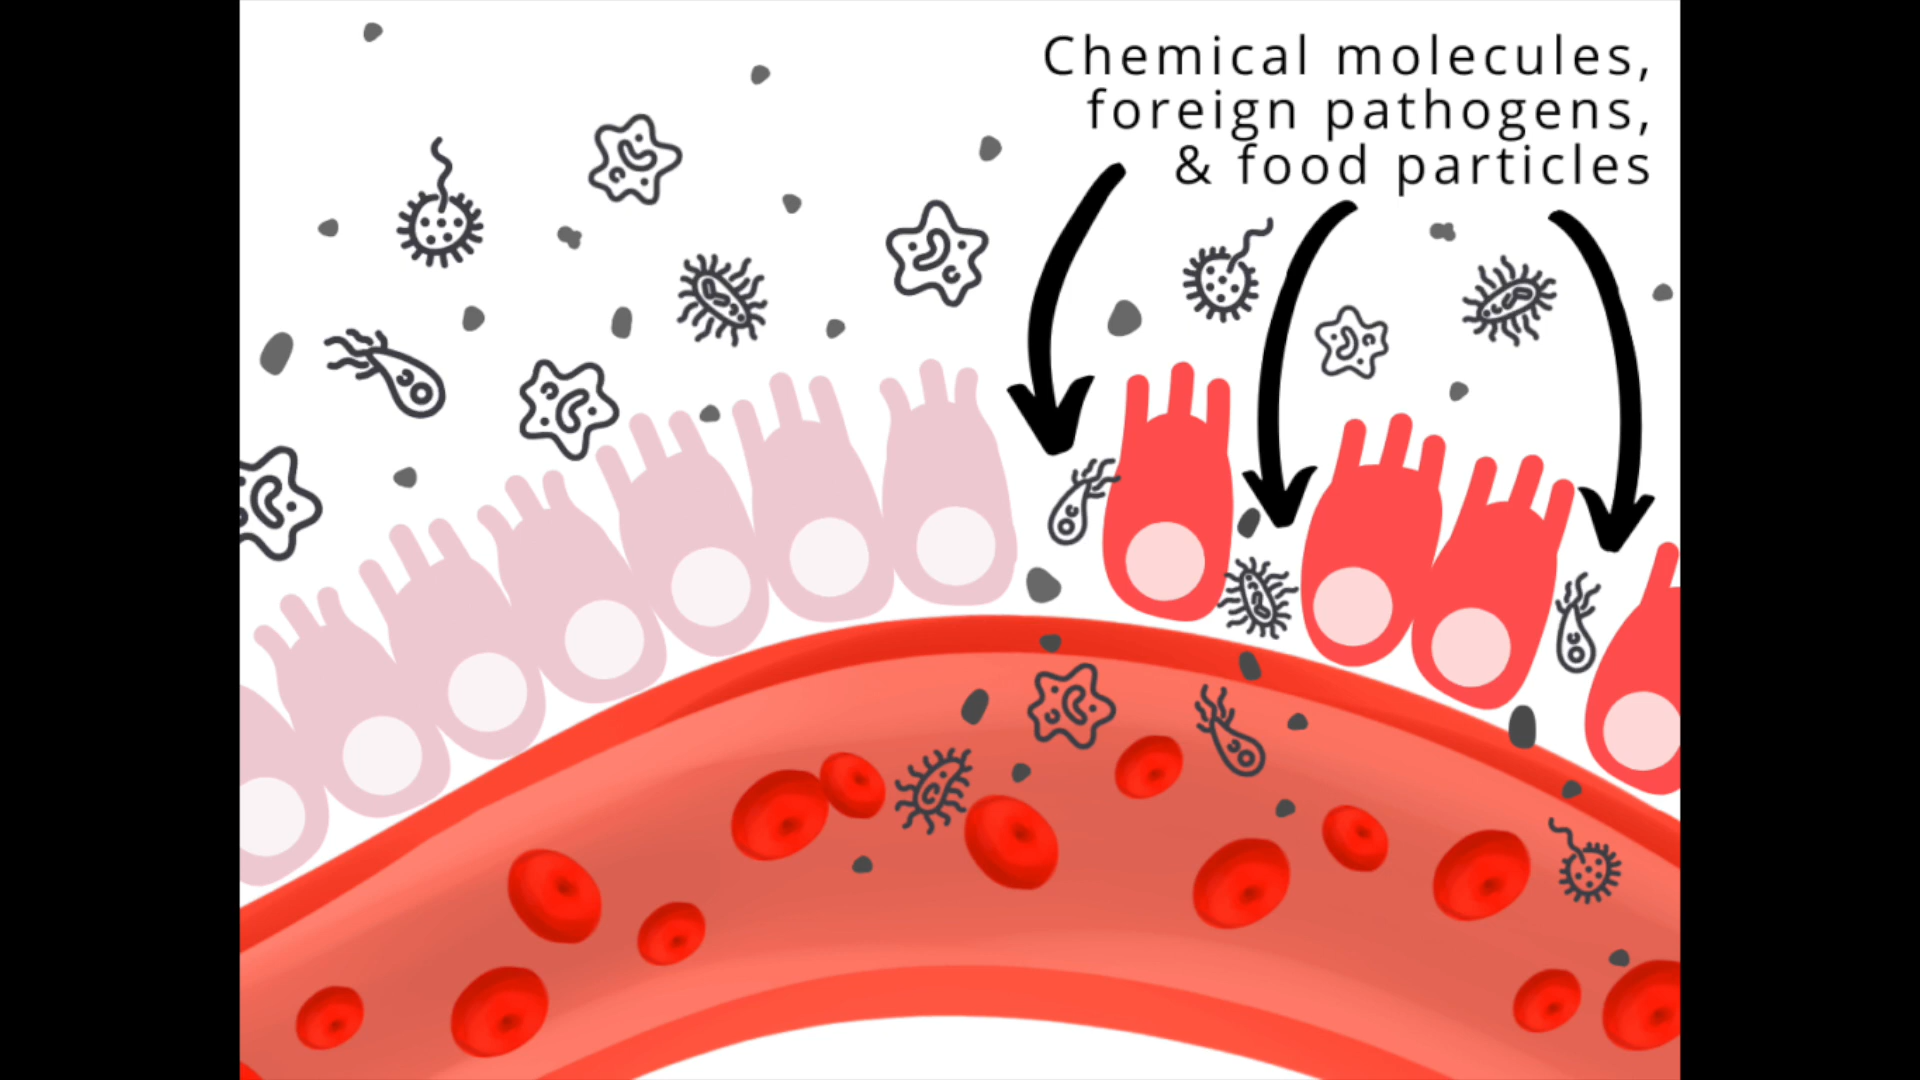 Chemical molecules,
foreign pathogens,
& food particles